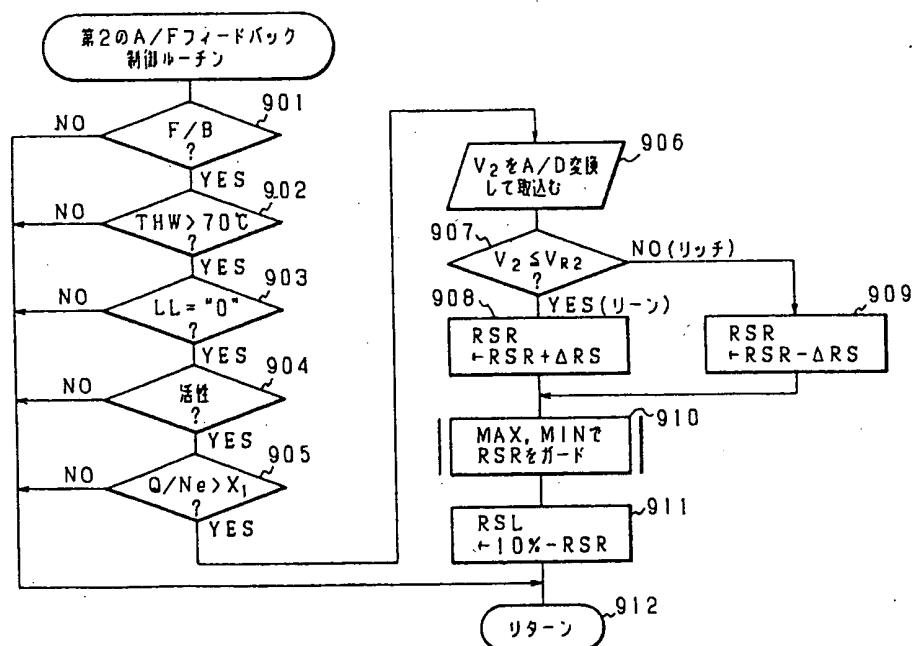 第2のA/Fフィードバック
制御ルーチン
901
NO
F/B
?
YES
902
NO
THW>70℃
?
YES
903
NO
LL="0"
?
YES
904
NO
活性
?
YES
905
NO
Q/Ne>X1
?
YES
906
V2をA/D変換
して取込む
907
V2≦VR2
?
NO(リッチ)
YES(リーン)
908
RSR
←RSR+ΔRS
909
RSR
←RSR-ΔRS
910
MAX,MINで
RSRをガード
911
RSL
←10%-RSR
912
リターン